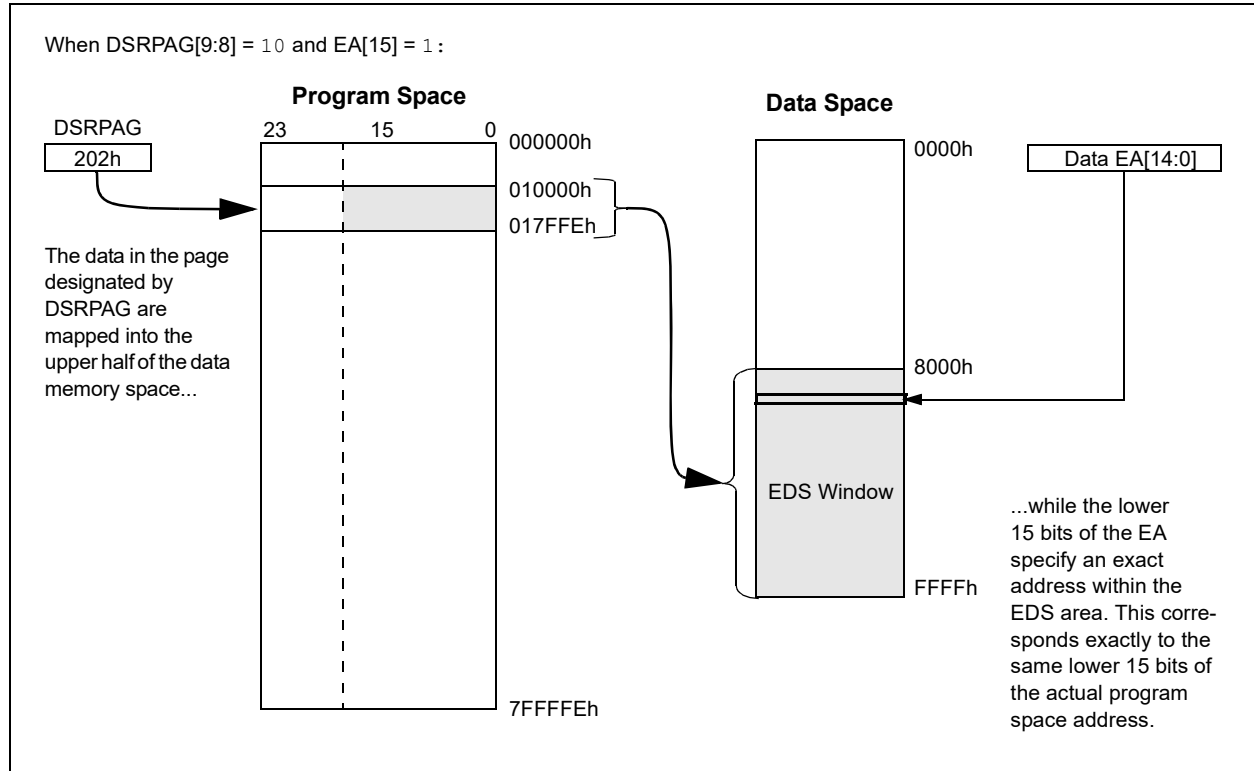 When DSRPAG[9:8] = 10 and EA[15] = 1:
Program Space
Data Space
DSRPAG
202h
23 15 0
000000h
010000h
017FFEh
7FFFFEh
The data in the page
designated by
DSRPAG are
mapped into the
upper half of the data
memory space...
0000h
8000h
EDS Window
FFFFh
Data EA[14:0]
...while the lower
15 bits of the EA
specify an exact
address within the
EDS area. This corre-
sponds exactly to the
same lower 15 bits of
the actual program
space address.